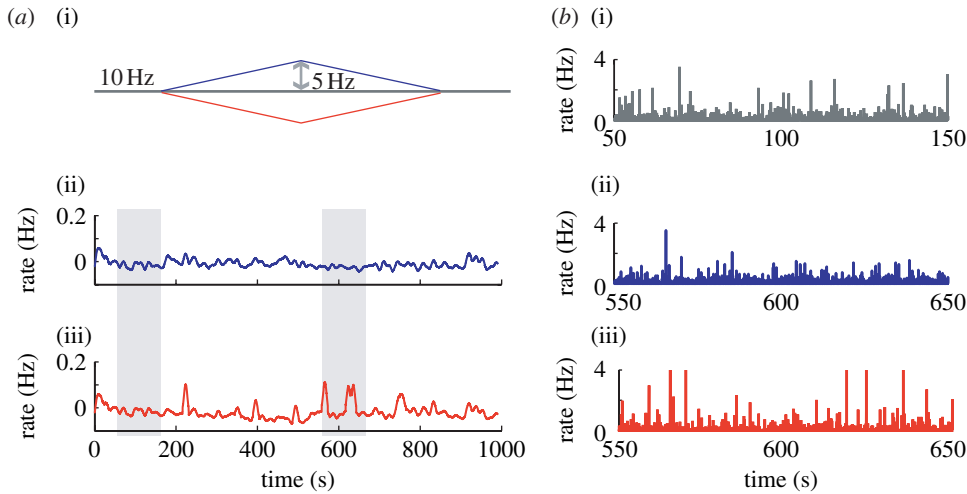 (a) (i)
10 Hz
5 Hz
(ii)
0.2
0
rate (Hz)
(iii)
0.2
0
rate (Hz)
0 200 400 600 800 1000
time (s)
(b) (i)
4
0
rate (Hz)
50 100 150
(ii)
4
0
rate (Hz)
550 600 650
(iii)
4
0
rate (Hz)
550 600 650
time (s)